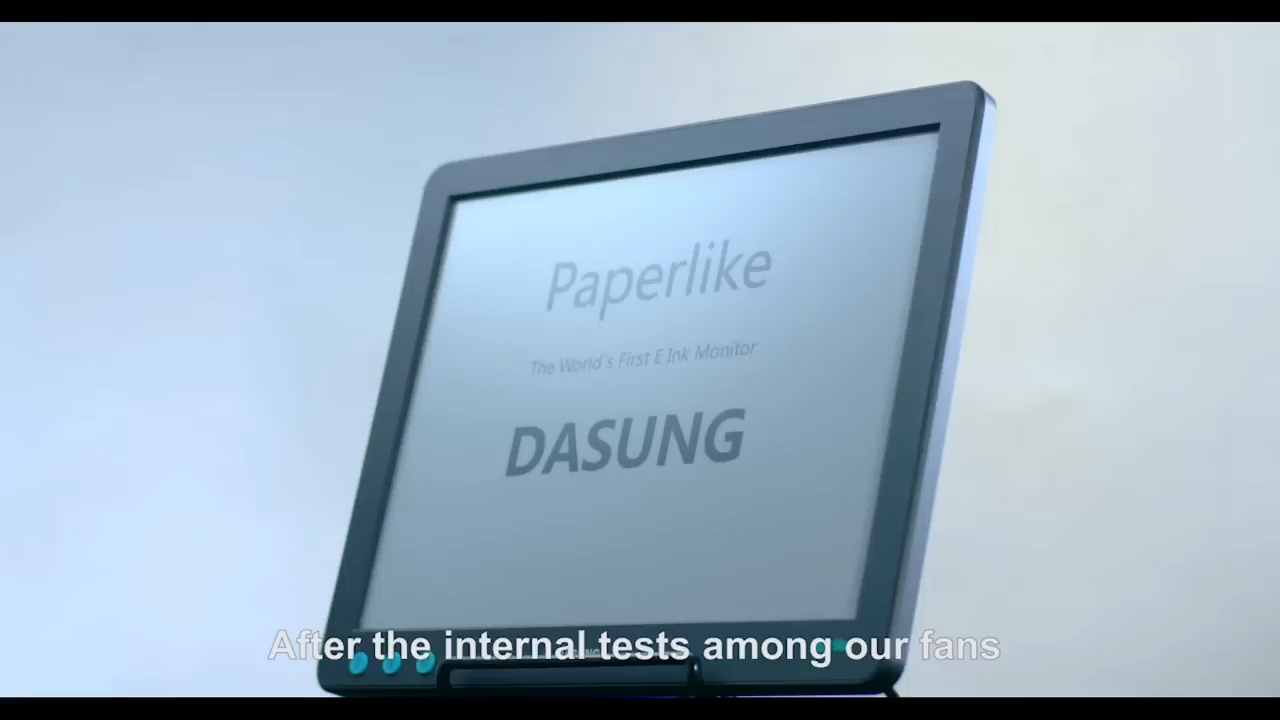 Paperlike
The World's First E Ink Monitor
DASUNG
After the internal tests among our fans